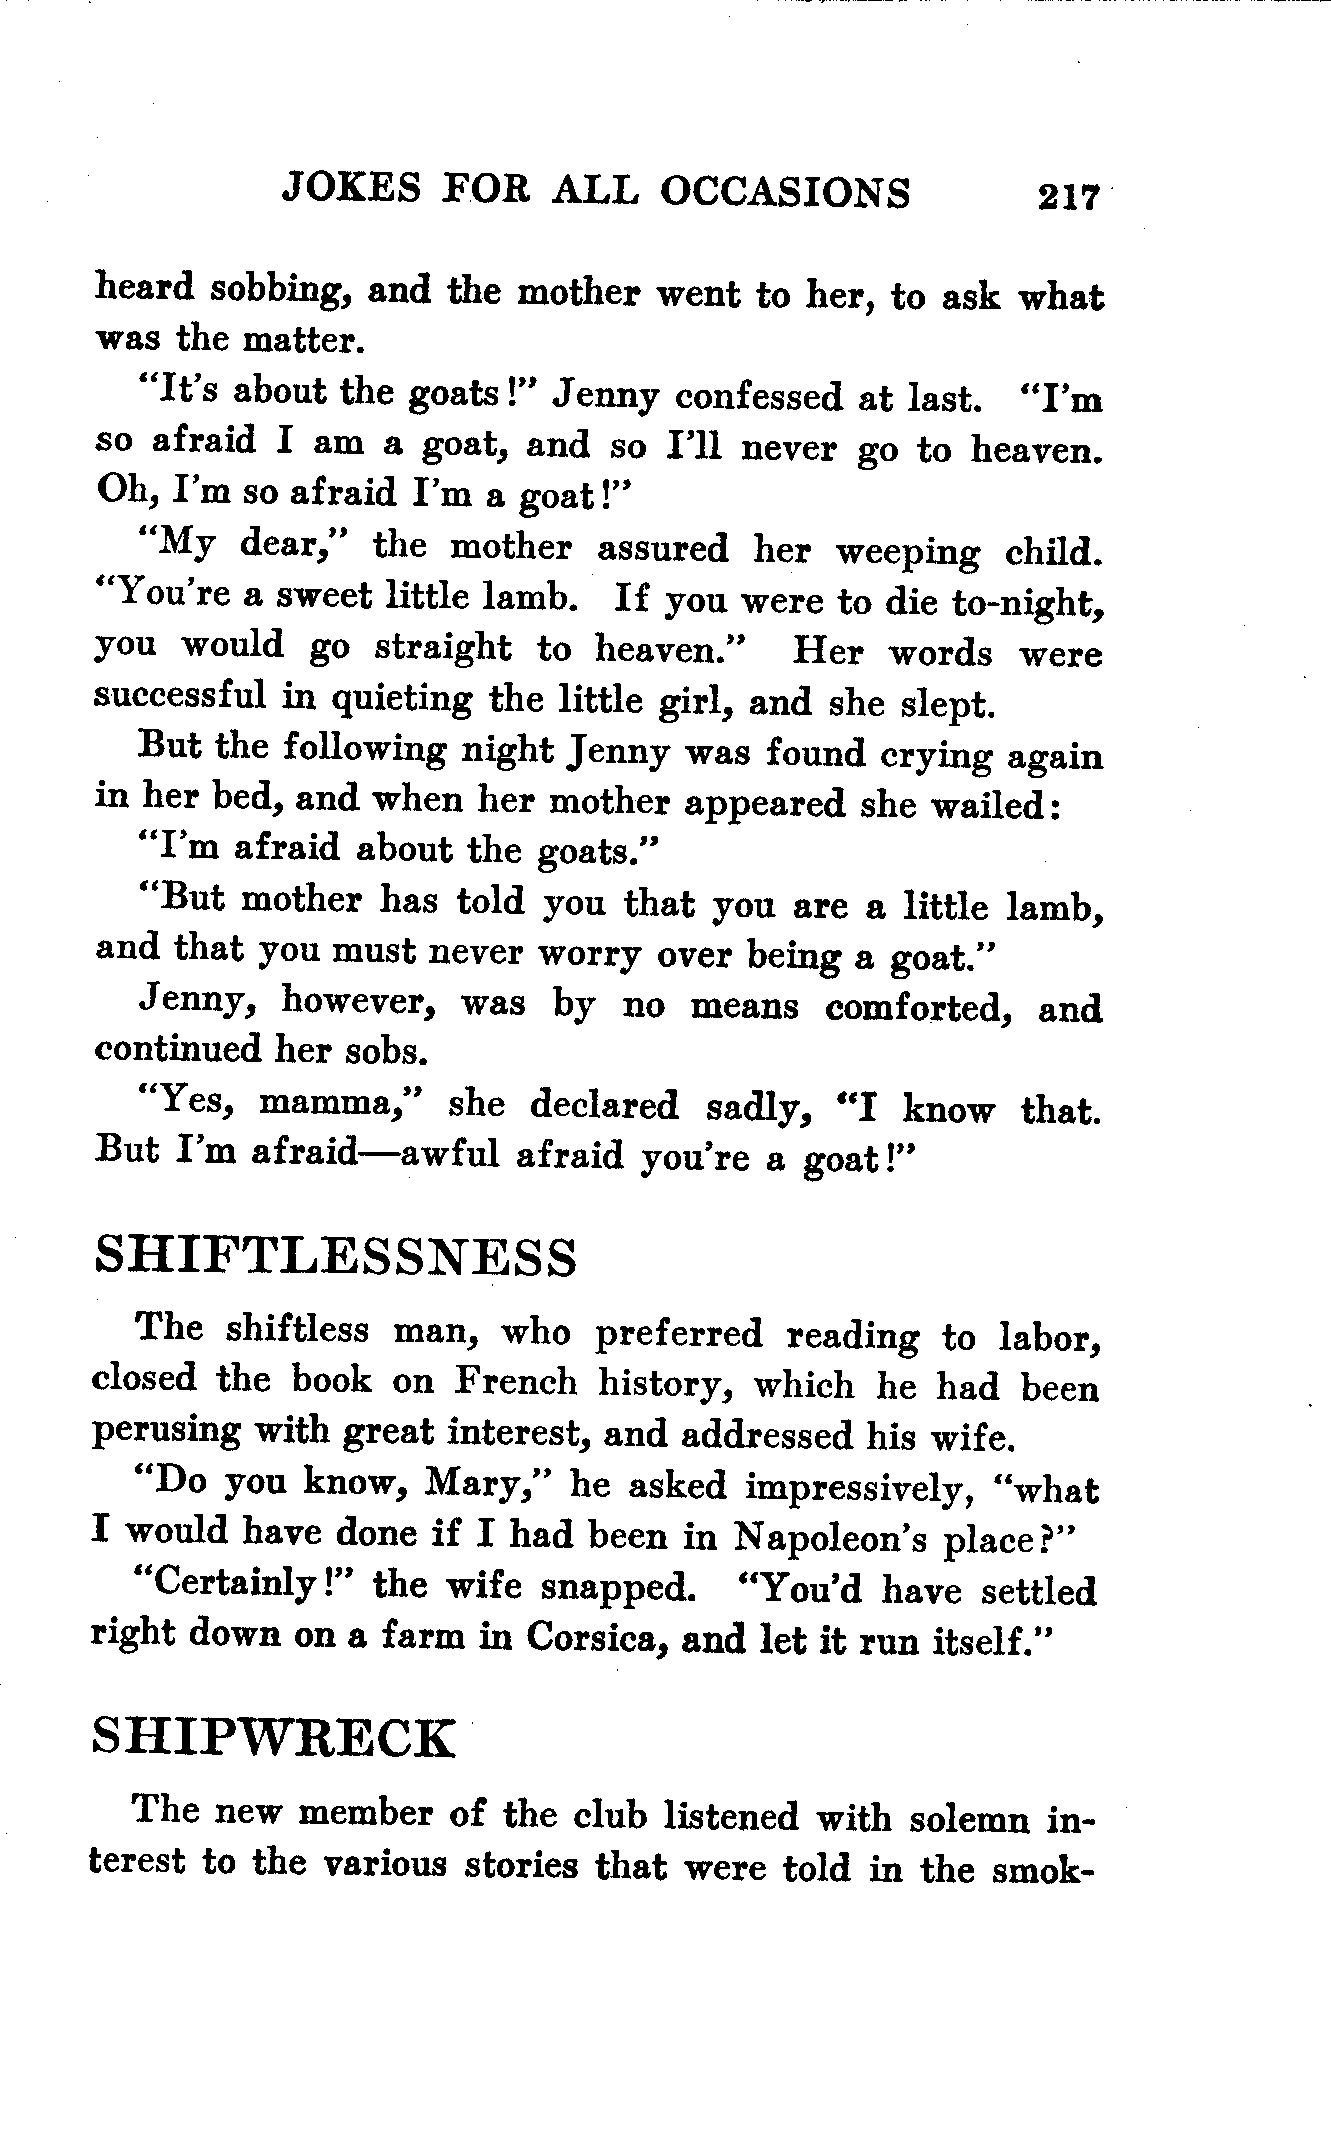 JOKES FOR ALL OCCASIONS 217
heard sobbing, and the mother went to her, to ask what
was the matter.
"It's about the goats!" Jenny confessed at last. "I'm
so afraid I am a goat, and so I'll never go to heaven.
Oh, I'm so afraid I'm a goat!"
"My dear," the mother assured her weeping child.
"You're a sweet little lamb. If you were to die to-night,
you would go straight to heaven." Her words were
successful in quieting the little girl, and she slept.
But the following night Jenny was found crying again
in her bed, and when her mother appeared she wailed:
"I'm afraid about the goats."
"But mother has told you that you are a little lamb,
and that you must never worry over being a goat."
Jenny, however, was by no means comforted, and
continued her sobs.
"Yes, mamma," she declared sadly, "I know that.
But I'm afraid—awful afraid you're a goat!"
SHIFTLESSNESS
The shiftless man, who preferred reading to labor,
closed the book on French history, which he had been
perusing with great interest, and addressed his wife.
"Do you know, Mary," he asked impressively, "what
I would have done if I had been in Napoleon's place?"
"Certainly!" the wife snapped. "You'd have settled
right down on a farm in Corsica, and let it run itself."
SHIPWRECK
The new member of the club listened with solemn in-
terest to the various stories that were told in the smok-